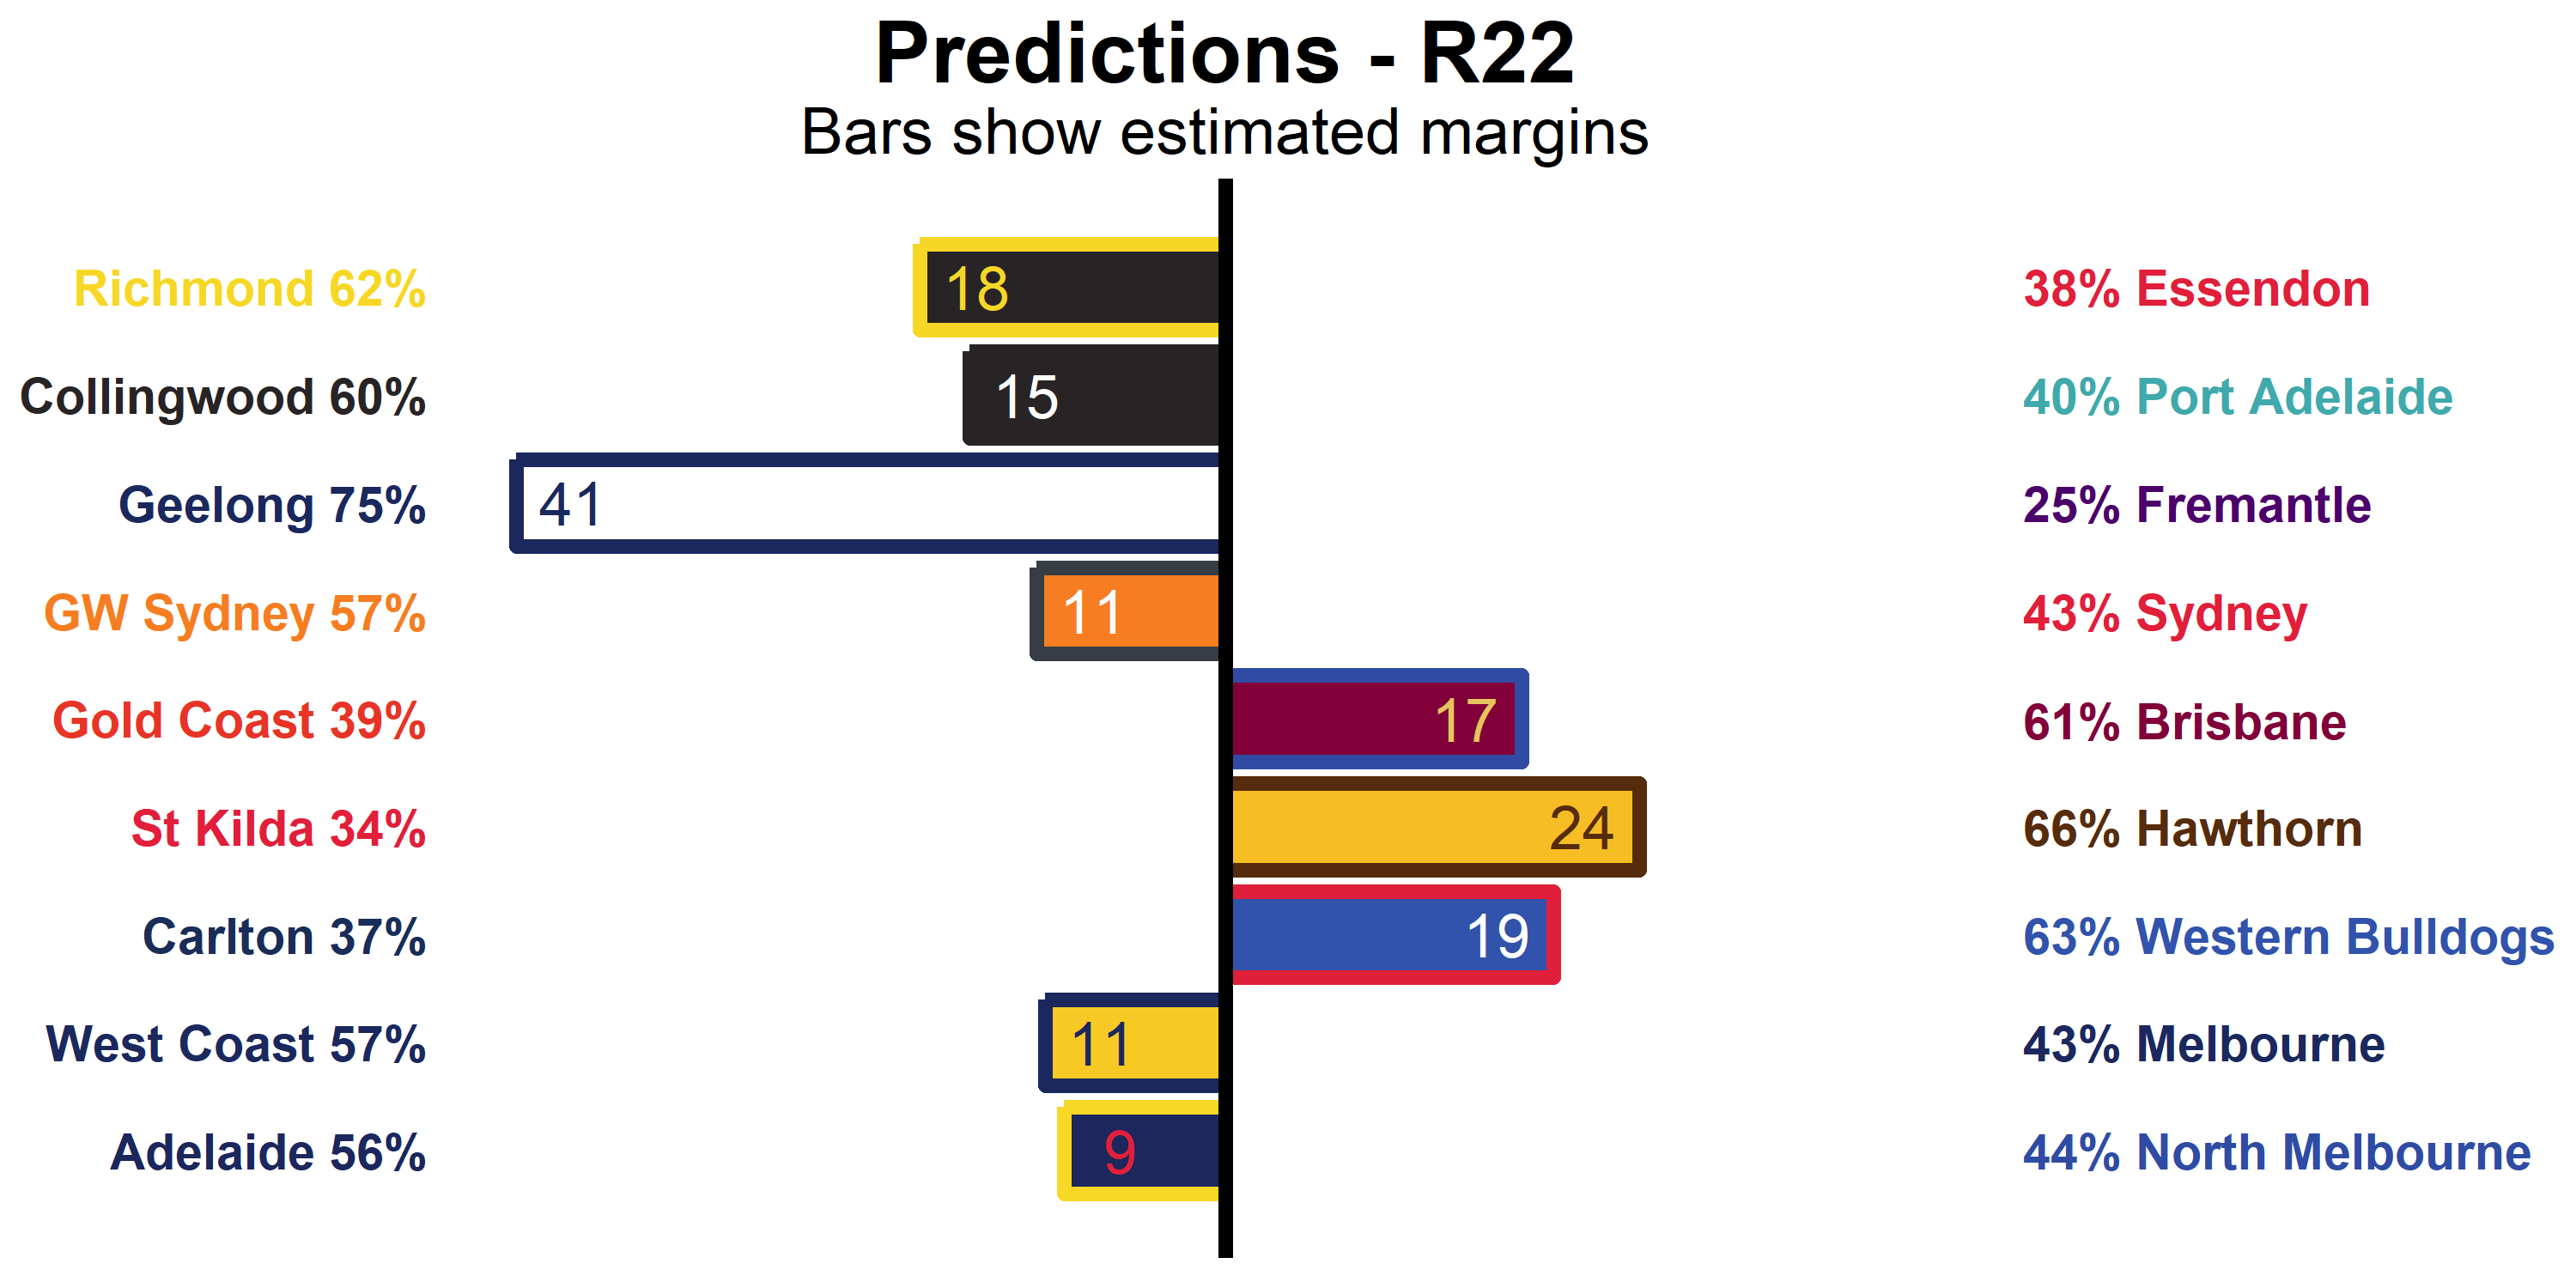 Predictions - R22
Bars show estimated margins
Richmond 62% 18 38% Essendon
Collingwood 60% 15 40% Port Adelaide
Geelong 75% 41 25% Fremantle
GW Sydney 57% 11 43% Sydney
Gold Coast 39% 17 61% Brisbane
St Kilda 34% 24 66% Hawthorn
Carlton 37% 19 63% Western Bulldogs
West Coast 57% 11 43% Melbourne
Adelaide 56% 9 44% North Melbourne